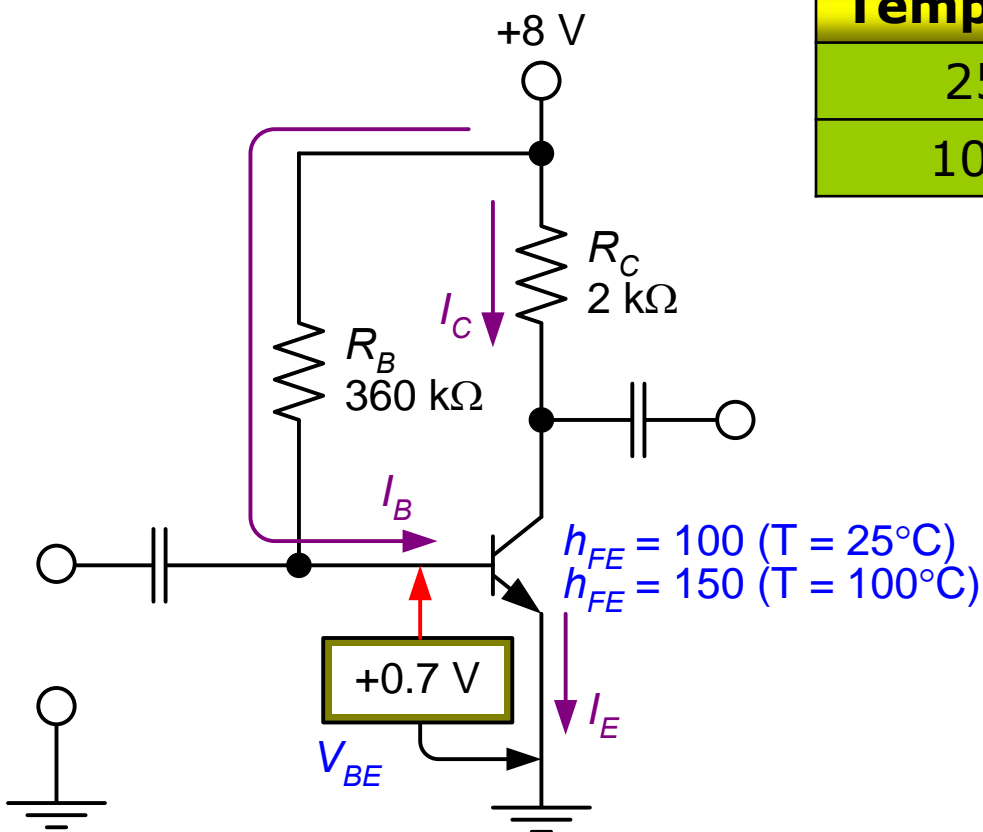 +8 V
R_C
2 kΩ
I_C
R_B
360 kΩ
I_B
h_FE = 100 (T = 25°C)
h_FE = 150 (T = 100°C)
+0.7 V
I_E
V_BE